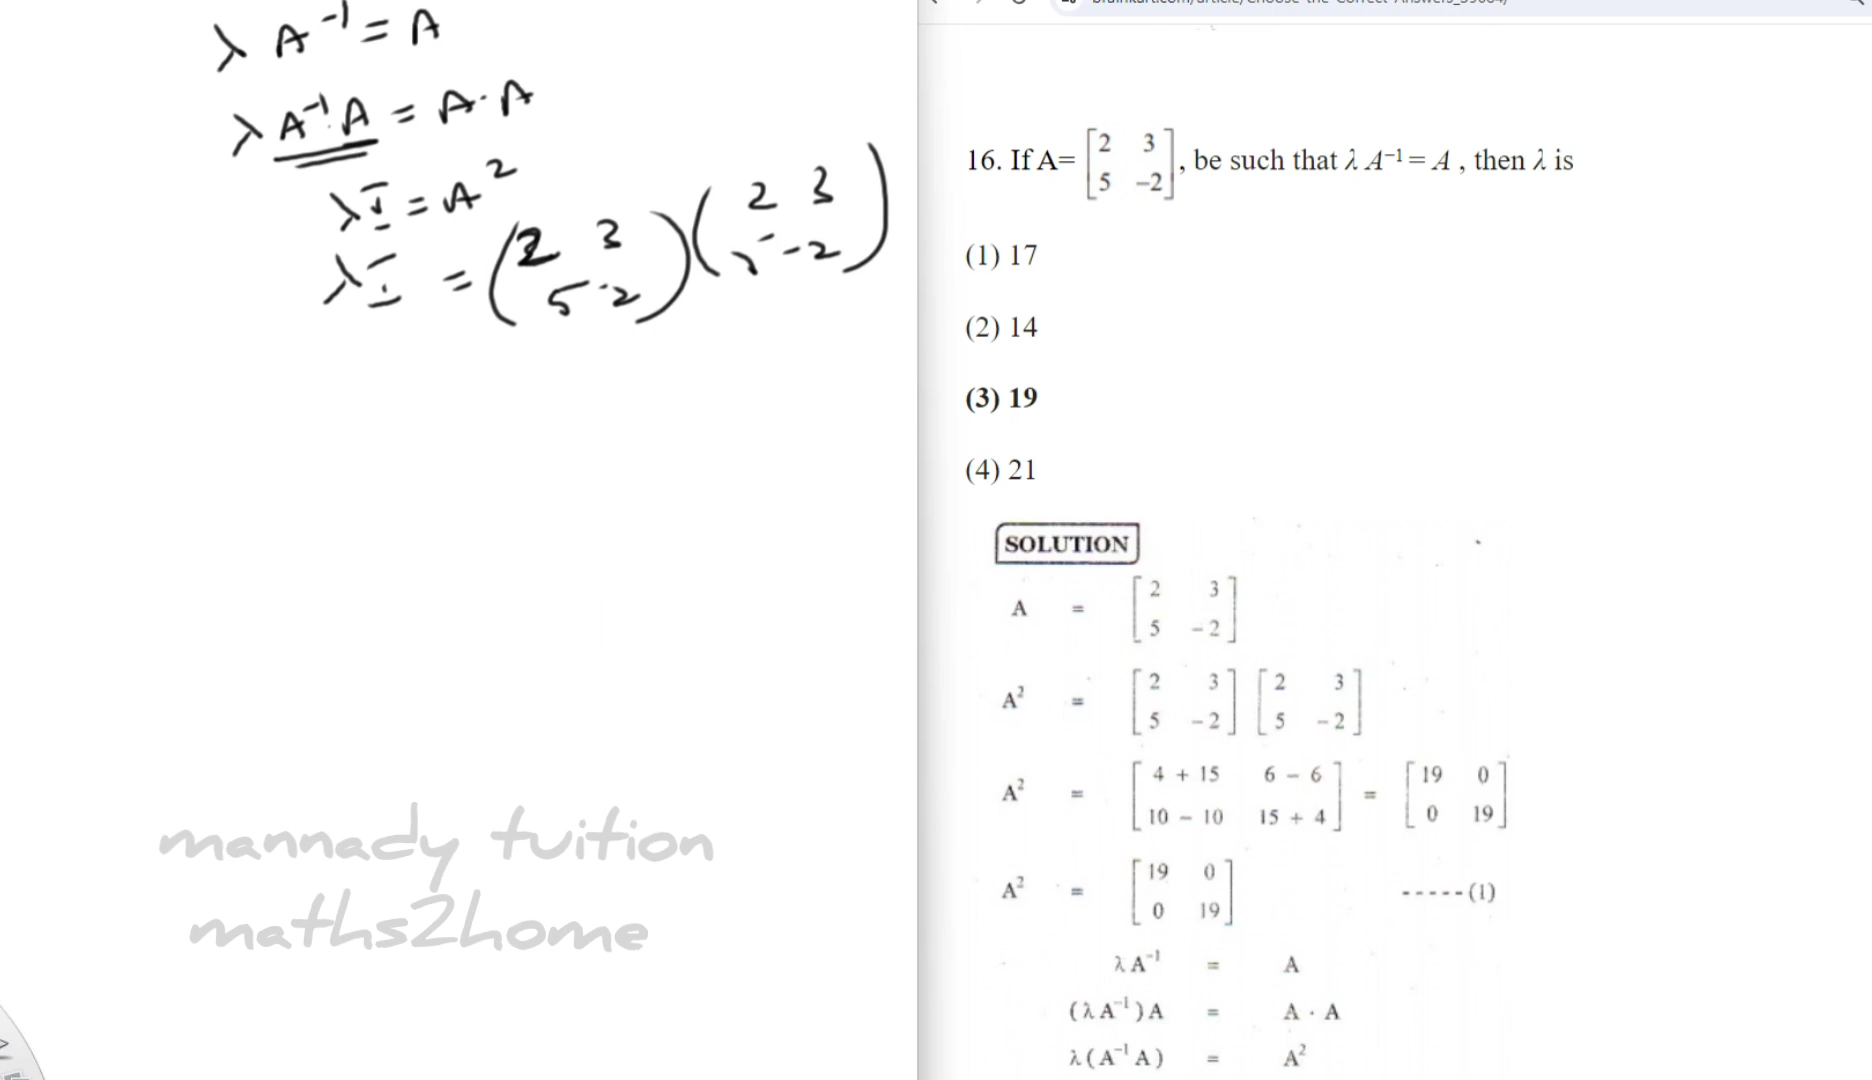 λ A⁻¹ = A
λ A⁻¹·A = A·A
λI = A²
λI = (2 3 5 -2)(2 3 5 -2)
mannady tuition
maths2home
16. If A= [2 3 5 −2], be such that λ A⁻¹ = A , then λ is
(1) 17
(2) 14
(3) 19
(4) 21
SOLUTION
A = [2 3 5 −2]
A² = [2 3 5 −2] [2 3 5 −2]
A² = [4 + 15 6 − 6 10 − 10 15 + 4] = [19 0 0 19]
A² = [19 0 0 19] -----(1)
λ A⁻¹ = A
(λ A⁻¹)A = A · A
λ(A⁻¹ A) = A²